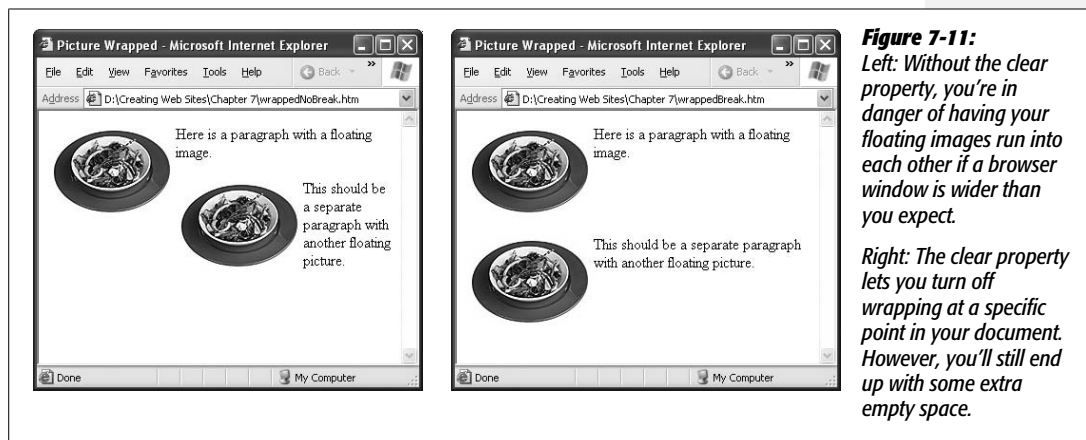 Picture Wrapped - Microsoft Internet Explorer
File Edit View Favorites Tools Help Back »
Address D:\Creating Web Sites\Chapter 7\wrappedNoBreak.htm
Here is a paragraph with a floating
image.
This should be
a separate
paragraph with
another floating
picture.
Done My Computer
Picture Wrapped - Microsoft Internet Explorer
File Edit View Favorites Tools Help Back »
Address D:\Creating Web Sites\Chapter 7\wrappedBreak.htm
Here is a paragraph with a floating
image.
This should be a separate paragraph
with another floating picture.
Done My Computer
Figure 7-11:
Left: Without the clear
property, you’re in
danger of having your
floating images run into
each other if a browser
window is wider than
you expect.
Right: The clear property
lets you turn off
wrapping at a specific
point in your document.
However, you’ll still end
up with some extra
empty space.